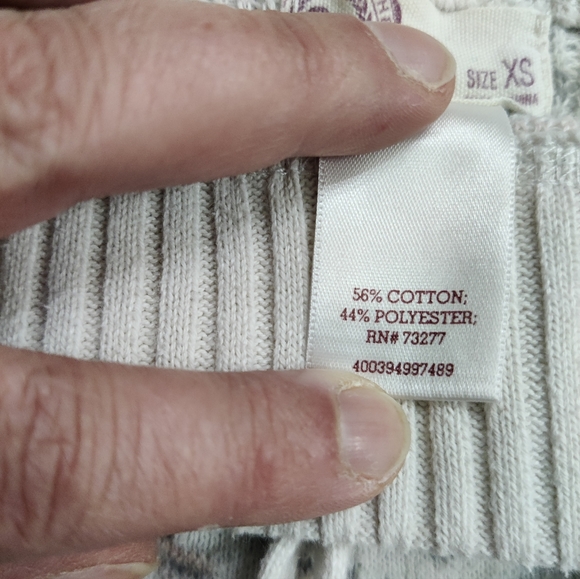 SIZE XS
56% COTTON;
44% POLYESTER;
RN# 73277
400394997489